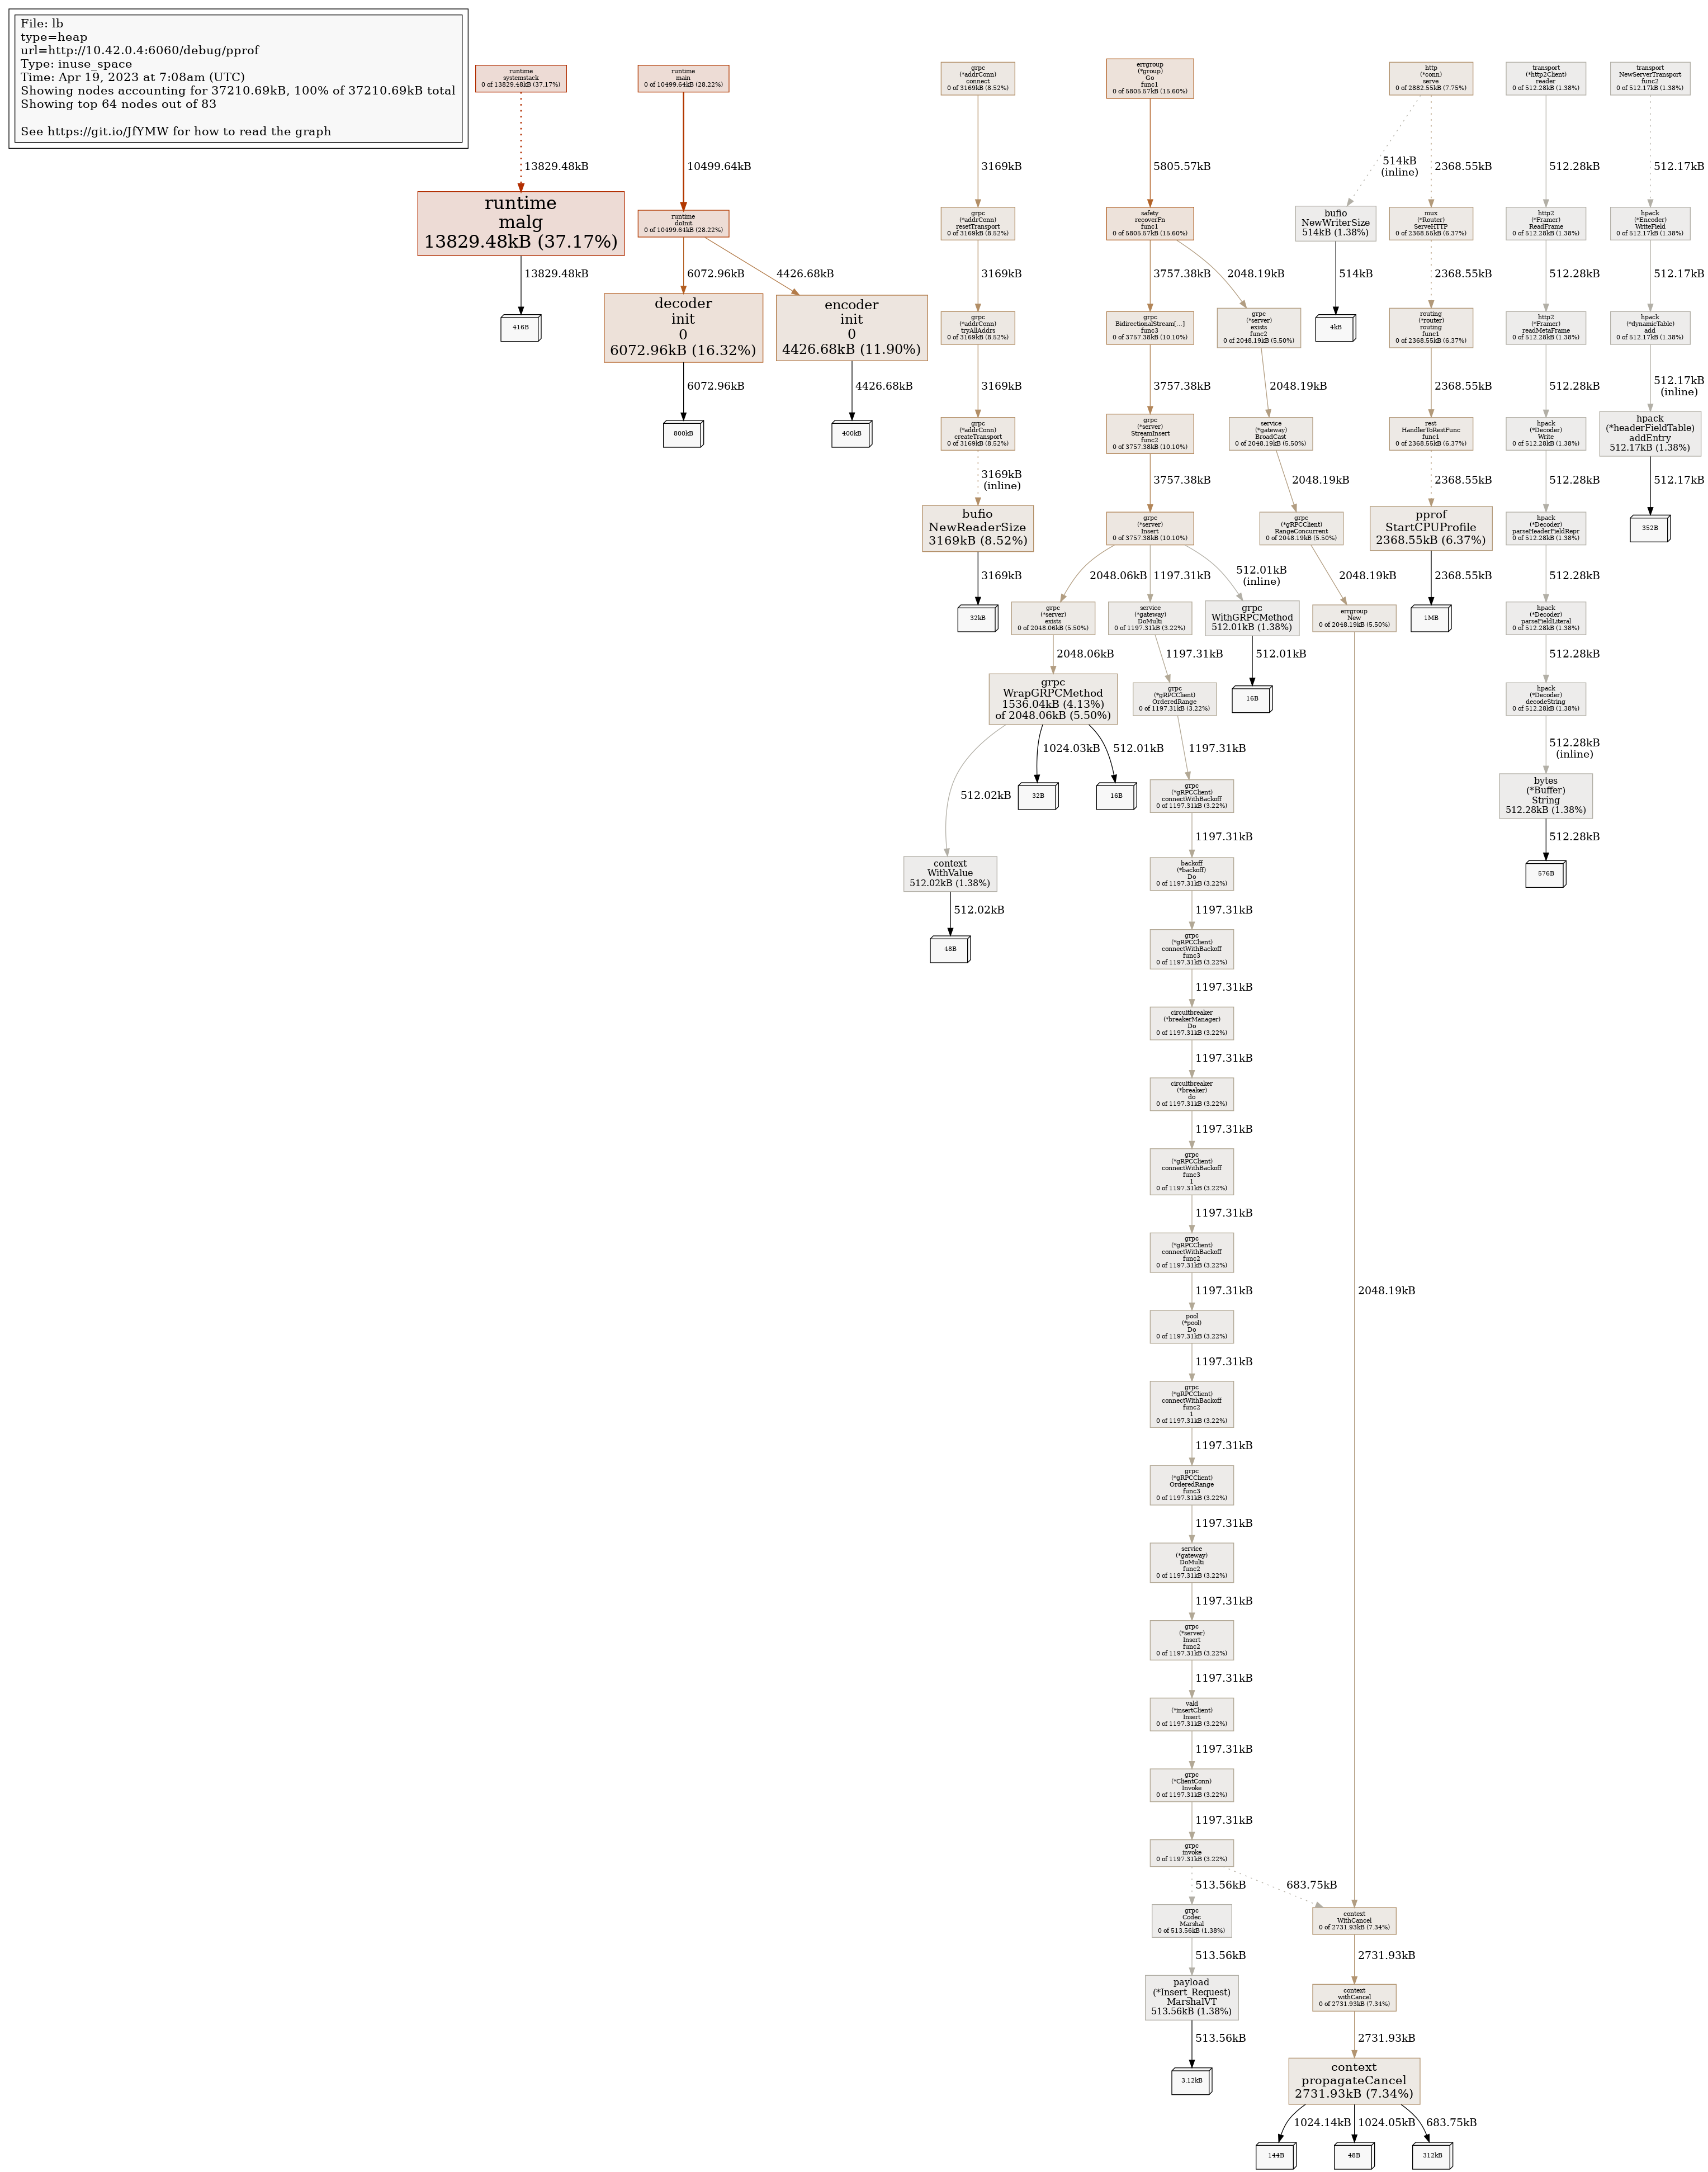 File: lb
type=heap
url=http://10.42.0.4:6060/debug/pprof
Type: inuse_space
Time: Apr 19, 2023 at 7:08am (UTC)
Showing nodes accounting for 37210.69kB, 100% of 37210.69kB total
Showing top 64 nodes out of 83
See https://git.io/JfYMW for how to read the graph
runtime
systemstack
0 of 13829.48kB (37.17%)
13829.48kB
runtime
malg
13829.48kB (37.17%)
13829.48kB
416B
runtime
main
0 of 10499.64kB (28.22%)
10499.64kB
runtime
doInit
0 of 10499.64kB (28.22%)
6072.96kB
4426.68kB
decoder
init
0
6072.96kB (16.32%)
6072.96kB
800kB
encoder
init
0
4426.68kB (11.90%)
4426.68kB
400kB
grpc
(*addrConn)
connect
0 of 3169kB (8.52%)
3169kB
grpc
(*addrConn)
resetTransport
0 of 3169kB (8.52%)
3169kB
grpc
(*addrConn)
tryAllAddrs
0 of 3169kB (8.52%)
3169kB
grpc
(*addrConn)
createTransport
0 of 3169kB (8.52%)
3169kB
(inline)
bufio
NewReaderSize
3169kB (8.52%)
3169kB
32kB
errgroup
(*group)
Go
func1
0 of 5805.57kB (15.60%)
5805.57kB
safety
recoverFn
func1
0 of 5805.57kB (15.60%)
3757.38kB
2048.19kB
grpc
BidirectionalStream[...]
func3
0 of 3757.38kB (10.10%)
3757.38kB
grpc
(*server)
StreamInsert
func2
0 of 3757.38kB (10.10%)
3757.38kB
grpc
(*server)
Insert
0 of 3757.38kB (10.10%)
2048.06kB
1197.31kB
512.01kB
(inline)
grpc
(*server)
exists
0 of 2048.06kB (5.50%)
2048.06kB
grpc
WrapGRPCMethod
1536.04kB (4.13%)
of 2048.06kB (5.50%)
512.02kB
1024.03kB
512.01kB
32B
16B
context
WithValue
512.02kB (1.38%)
512.02kB
48B
grpc
WithGRPCMethod
512.01kB (1.38%)
512.01kB
16B
service
(*gateway)
DoMulti
0 of 1197.31kB (3.22%)
1197.31kB
grpc
(*gRPCClient)
OrderedRange
0 of 1197.31kB (3.22%)
1197.31kB
grpc
(*gRPCClient)
connectWithBackoff
0 of 1197.31kB (3.22%)
1197.31kB
backoff
(*backoff)
Do
0 of 1197.31kB (3.22%)
1197.31kB
grpc
(*gRPCClient)
connectWithBackoff
func3
0 of 1197.31kB (3.22%)
1197.31kB
circuitbreaker
(*breakerManager)
Do
0 of 1197.31kB (3.22%)
1197.31kB
circuitbreaker
(*breaker)
do
0 of 1197.31kB (3.22%)
1197.31kB
grpc
(*gRPCClient)
connectWithBackoff
func3
1
0 of 1197.31kB (3.22%)
1197.31kB
grpc
(*gRPCClient)
connectWithBackoff
func2
0 of 1197.31kB (3.22%)
1197.31kB
pool
(*pool)
Do
0 of 1197.31kB (3.22%)
1197.31kB
grpc
(*gRPCClient)
connectWithBackoff
func2
1
0 of 1197.31kB (3.22%)
1197.31kB
grpc
(*gRPCClient)
OrderedRange
func3
0 of 1197.31kB (3.22%)
1197.31kB
service
(*gateway)
DoMulti
func2
0 of 1197.31kB (3.22%)
1197.31kB
grpc
(*server)
Insert
func2
0 of 1197.31kB (3.22%)
1197.31kB
vald
(*insertClient)
Insert
0 of 1197.31kB (3.22%)
1197.31kB
grpc
(*ClientConn)
Invoke
0 of 1197.31kB (3.22%)
1197.31kB
grpc
invoke
0 of 1197.31kB (3.22%)
513.56kB
683.75kB
grpc
Codec
Marshal
0 of 513.56kB (1.38%)
513.56kB
payload
(*Insert_Request)
MarshalVT
513.56kB (1.38%)
513.56kB
3.12kB
grpc
(*server)
exists
func2
0 of 2048.19kB (5.50%)
2048.19kB
service
(*gateway)
BroadCast
0 of 2048.19kB (5.50%)
2048.19kB
grpc
(*gRPCClient)
RangeConcurrent
0 of 2048.19kB (5.50%)
2048.19kB
errgroup
New
0 of 2048.19kB (5.50%)
2048.19kB
context
WithCancel
0 of 2731.93kB (7.34%)
2731.93kB
context
withCancel
0 of 2731.93kB (7.34%)
2731.93kB
context
propagateCancel
2731.93kB (7.34%)
1024.14kB
1024.05kB
683.75kB
144B
48B
312kB
http
(*conn)
serve
0 of 2882.55kB (7.75%)
514kB
(inline)
2368.55kB
bufio
NewWriterSize
514kB (1.38%)
514kB
4kB
mux
(*Router)
ServeHTTP
0 of 2368.55kB (6.37%)
2368.55kB
routing
(*router)
routing
func1
0 of 2368.55kB (6.37%)
2368.55kB
rest
HandlerToRestFunc
func1
0 of 2368.55kB (6.37%)
2368.55kB
pprof
StartCPUProfile
2368.55kB (6.37%)
2368.55kB
1MB
transport
(*http2Client)
reader
0 of 512.28kB (1.38%)
512.28kB
http2
(*Framer)
ReadFrame
0 of 512.28kB (1.38%)
512.28kB
http2
(*Framer)
readMetaFrame
0 of 512.28kB (1.38%)
512.28kB
hpack
(*Decoder)
Write
0 of 512.28kB (1.38%)
512.28kB
hpack
(*Decoder)
parseHeaderFieldRepr
0 of 512.28kB (1.38%)
512.28kB
hpack
(*Decoder)
parseFieldLiteral
0 of 512.28kB (1.38%)
512.28kB
hpack
(*Decoder)
decodeString
0 of 512.28kB (1.38%)
512.28kB
(inline)
bytes
(*Buffer)
String
512.28kB (1.38%)
512.28kB
576B
transport
NewServerTransport
func2
0 of 512.17kB (1.38%)
512.17kB
hpack
(*Encoder)
WriteField
0 of 512.17kB (1.38%)
512.17kB
hpack
(*dynamicTable)
add
0 of 512.17kB (1.38%)
512.17kB
(inline)
hpack
(*headerFieldTable)
addEntry
512.17kB (1.38%)
512.17kB
352B